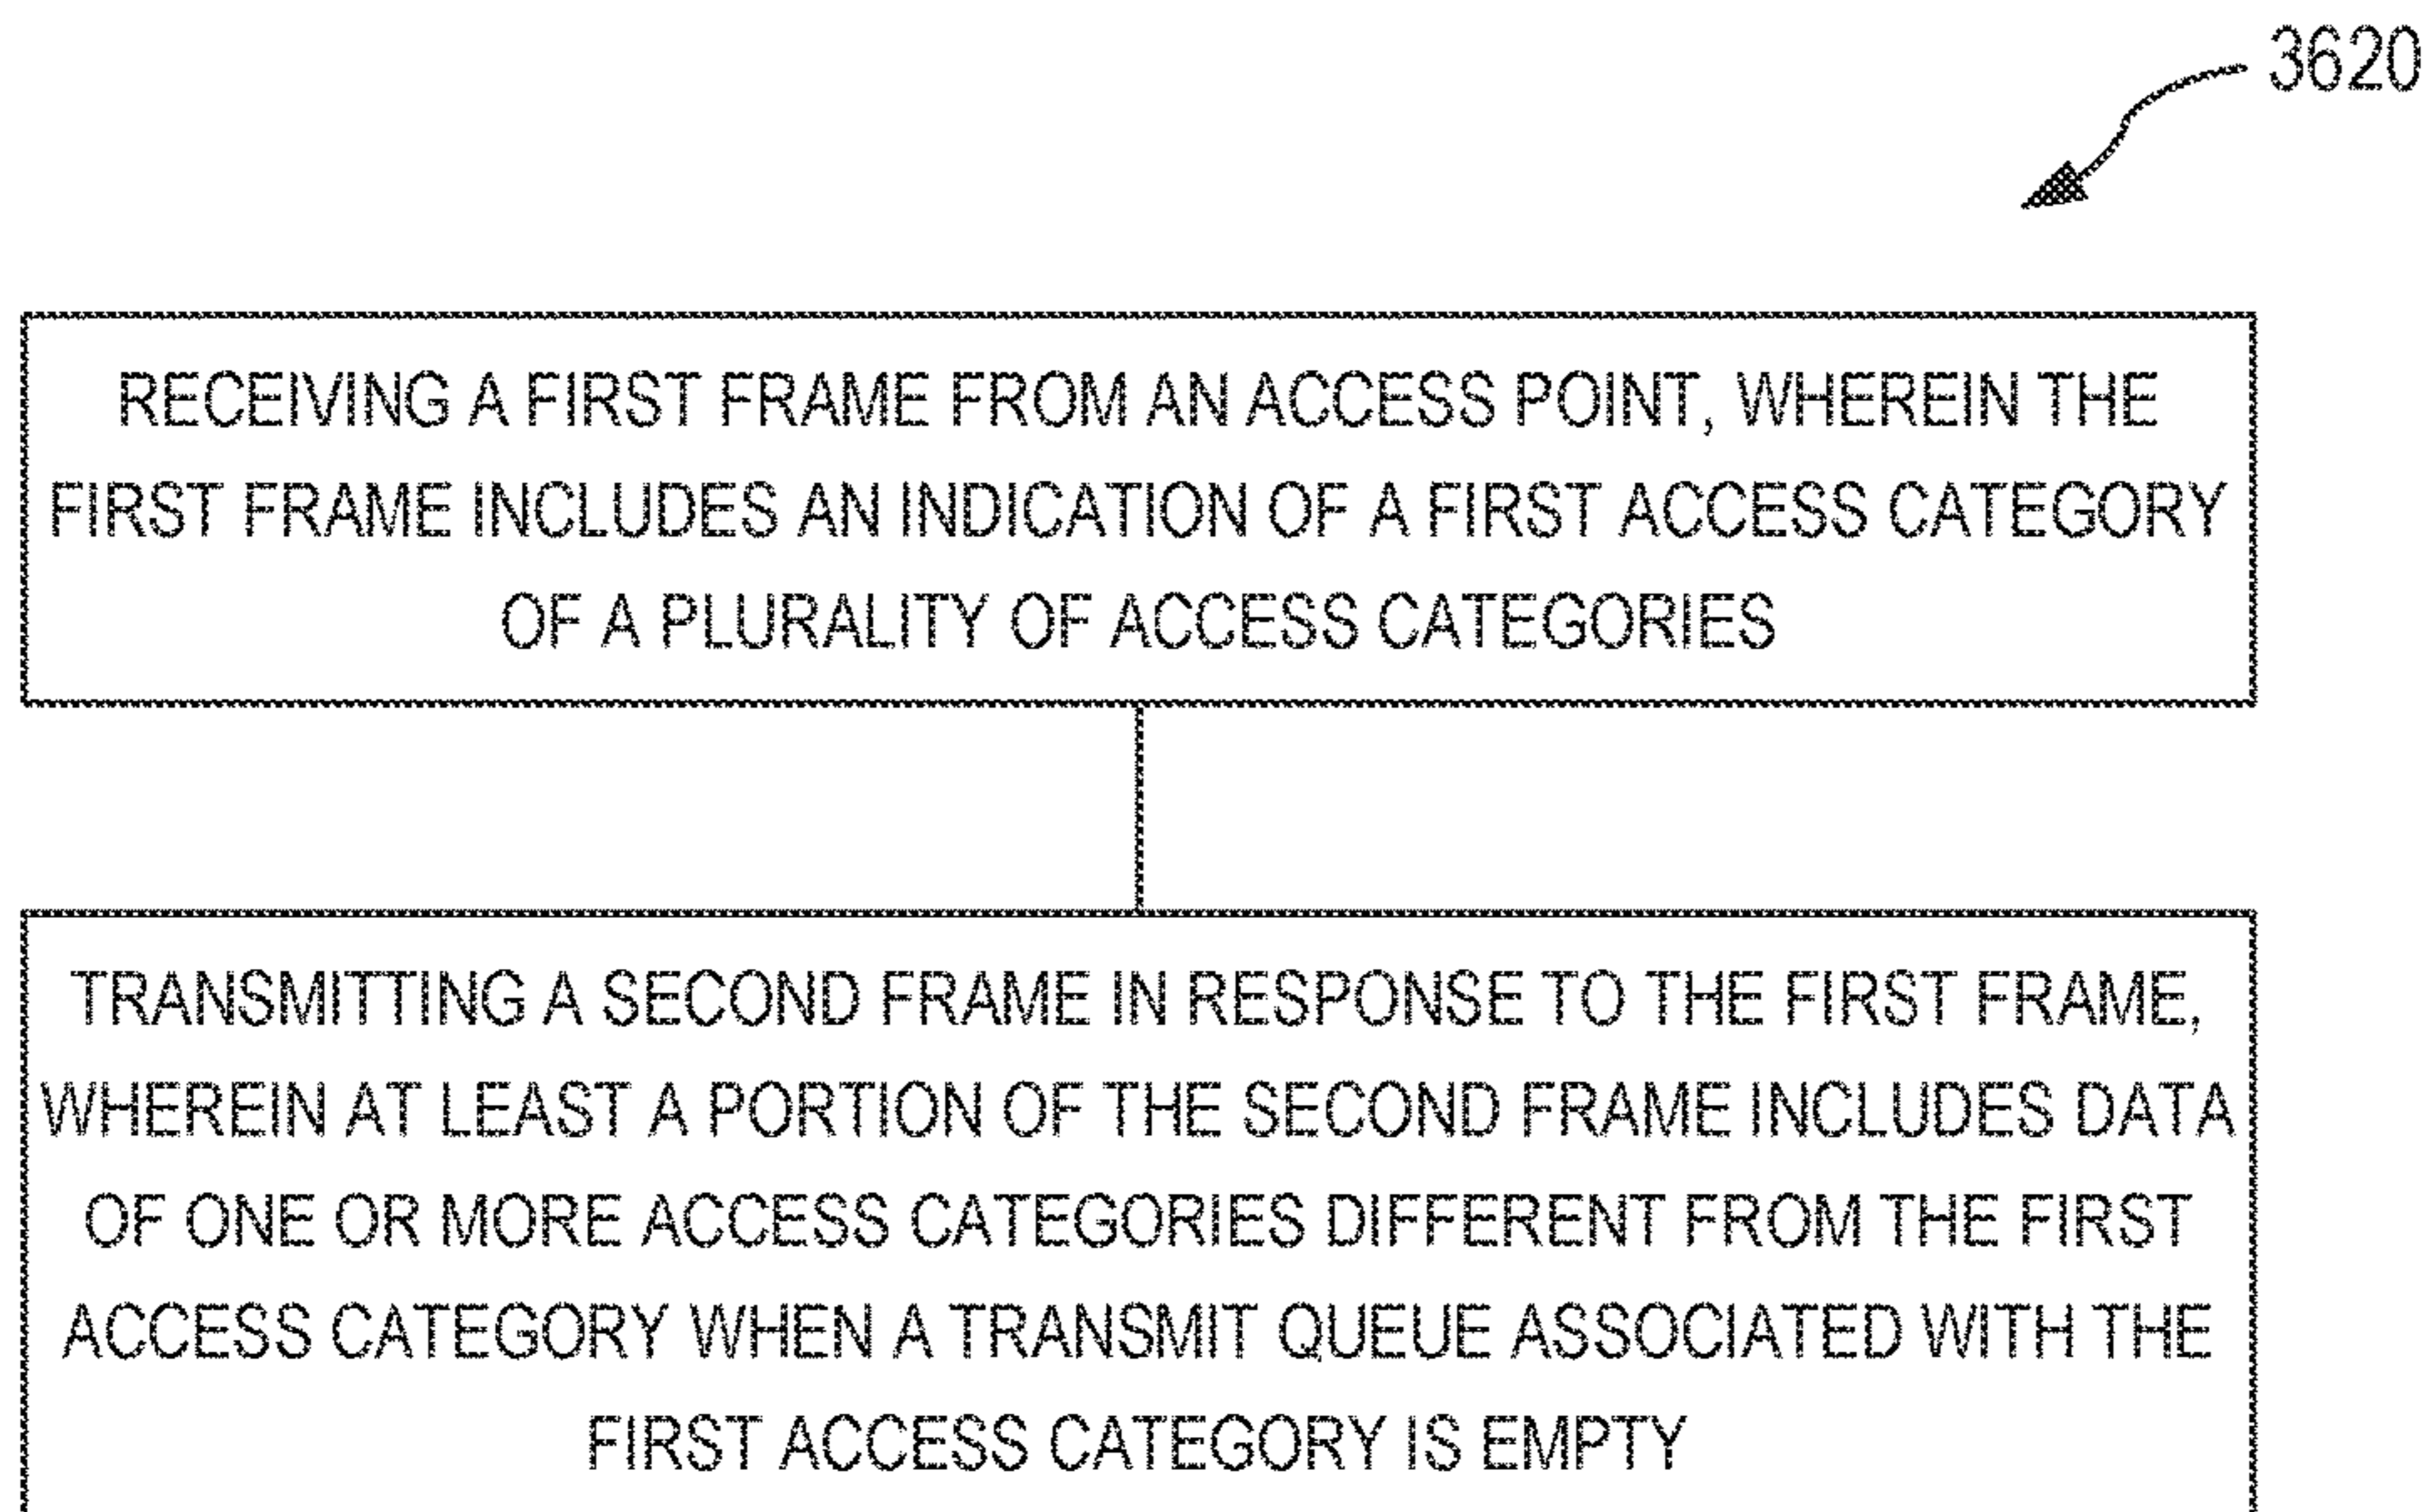 3620
RECEIVING A FIRST FRAME FROM AN ACCESS POINT, WHEREIN THE
FIRST FRAME INCLUDES AN INDICATION OF A FIRST ACCESS CATEGORY
OF A PLURALITY OF ACCESS CATEGORIES
TRANSMITTING A SECOND FRAME IN RESPONSE TO THE FIRST FRAME,
WHEREIN AT LEAST A PORTION OF THE SECOND FRAME INCLUDES DATA
OF ONE OR MORE ACCESS CATEGORIES DIFFERENT FROM THE FIRST
ACCESS CATEGORY WHEN A TRANSMIT QUEUE ASSOCIATED WITH THE
FIRST ACCESS CATEGORY IS EMPTY